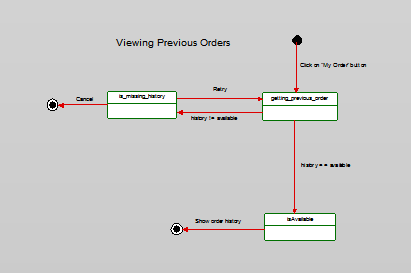 Viewing Previous Orders
Click on "My Order' button
Retry
Cancel
is_missing_history
getting_previous_order
history != available
history == available
Show order history
isAvailable